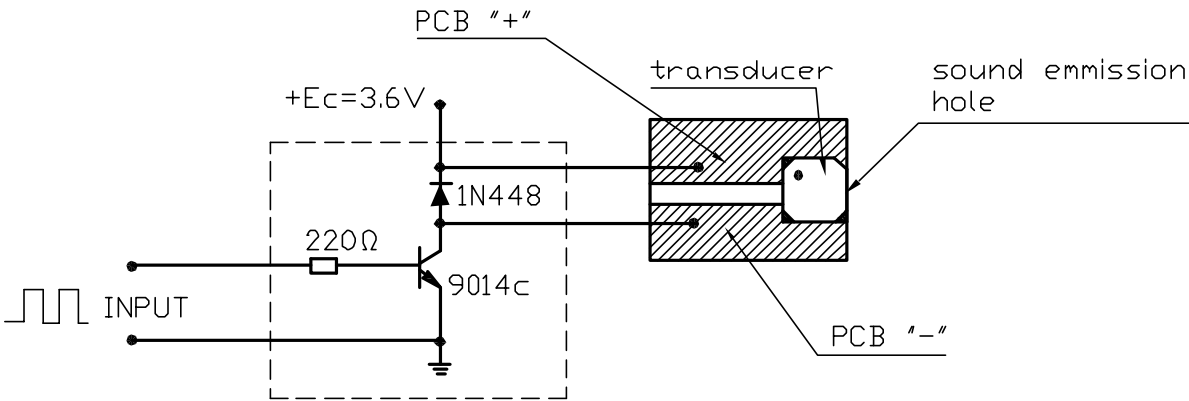 PCB "+"
transducer
sound emmission
hole
+Ec=3.6V
1N448
220Ω
9014c
INPUT
PCB "-"